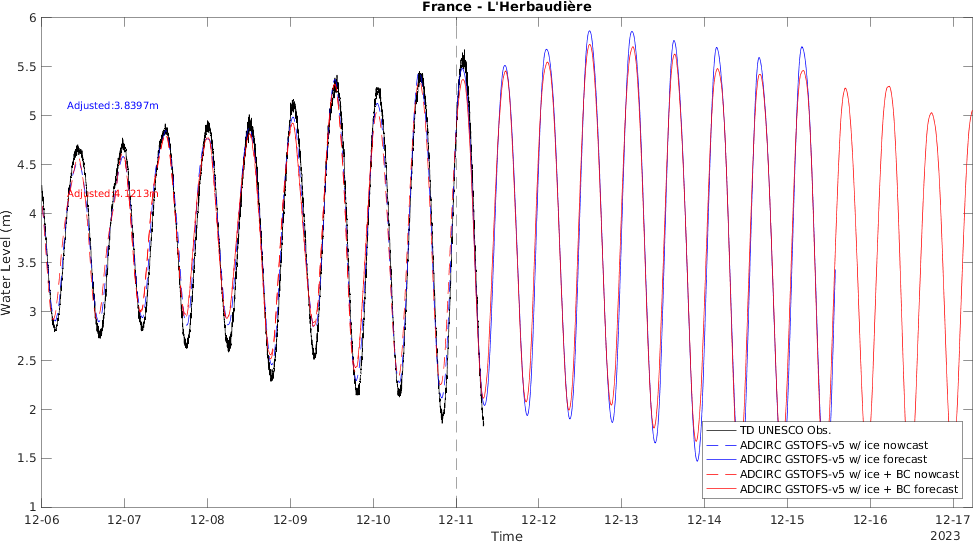 France - L'Herbaudière
Water Level (m)
6
5.5
5
4.5
4
3.5
3
2.5
2
1.5
1
Adjusted:3.8397m
Adjusted:4.1213m
TD UNESCO Obs.
ADCIRC GSTOFS-v5 w/ ice nowcast
ADCIRC GSTOFS-v5 w/ ice forecast
ADCIRC GSTOFS-v5 w/ ice + BC nowcast
ADCIRC GSTOFS-v5 w/ ice + BC forecast
12-06 12-07 12-08 12-09 12-10 12-11 12-12 12-13 12-14 12-15 12-16 12-17
Time
2023